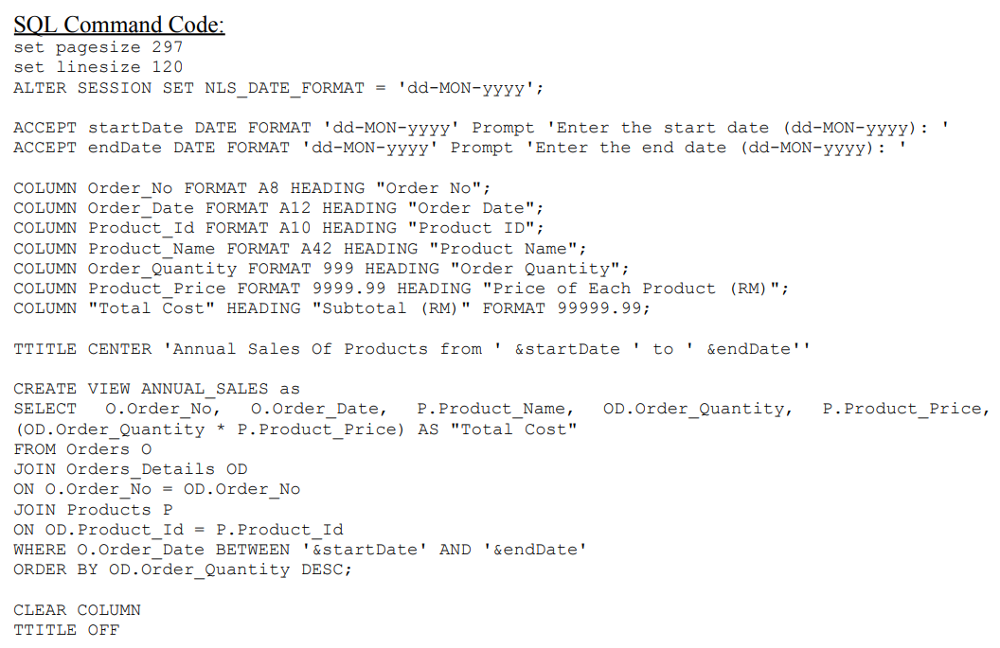 SQL Command Code:
set pagesize 297
set linesize 120
ALTER SESSION SET NLS_DATE_FORMAT = 'dd-MON-yyyy';
ACCEPT startDate DATE FORMAT 'dd-MON-yyyy' Prompt 'Enter the start date (dd-MON-yyyy): '
ACCEPT endDate DATE FORMAT 'dd-MON-yyyy' Prompt 'Enter the end date (dd-MON-yyyy): '
COLUMN Order_No FORMAT A8 HEADING "Order No";
COLUMN Order_Date FORMAT A12 HEADING "Order Date";
COLUMN Product_Id FORMAT A10 HEADING "Product ID";
COLUMN Product_Name FORMAT A42 HEADING "Product Name";
COLUMN Order_Quantity FORMAT 999 HEADING "Order Quantity";
COLUMN Product_Price FORMAT 9999.99 HEADING "Price of Each Product (RM)";
COLUMN "Total Cost" HEADING "Subtotal (RM)" FORMAT 99999.99;
TTITLE CENTER 'Annual Sales Of Products from ' &startDate ' to ' &endDate''
CREATE VIEW ANNUAL_SALES as
SELECT O.Order_No, O.Order_Date, P.Product_Name, OD.Order_Quantity, P.Product_Price,
(OD.Order_Quantity * P.Product_Price) AS "Total Cost"
FROM Orders O
JOIN Orders_Details OD
ON O.Order_No = OD.Order_No
JOIN Products P
ON OD.Product_Id = P.Product_Id
WHERE O.Order_Date BETWEEN '&startDate' AND '&endDate'
ORDER BY OD.Order_Quantity DESC;
CLEAR COLUMN
TTITLE OFF